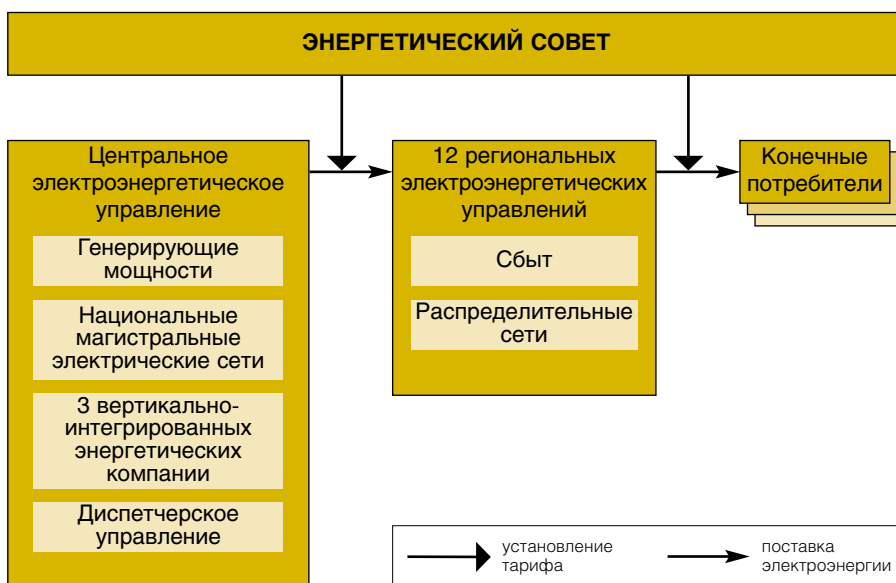 ЭНЕРГЕТИЧЕСКИЙ СОВЕТ
Центральное
электроэнергетическое
управление
Генерирующие
мощности
Национальные
магистральные
электрические сети
3 вертикально-
интегрированных
энергетических
компании
Диспетчерское
управление
12 региональных
электроэнергетических
управлений
Сбыт
Распределительные
сети
Конечные
потребители
установление
тарифа
поставка
электроэнергии